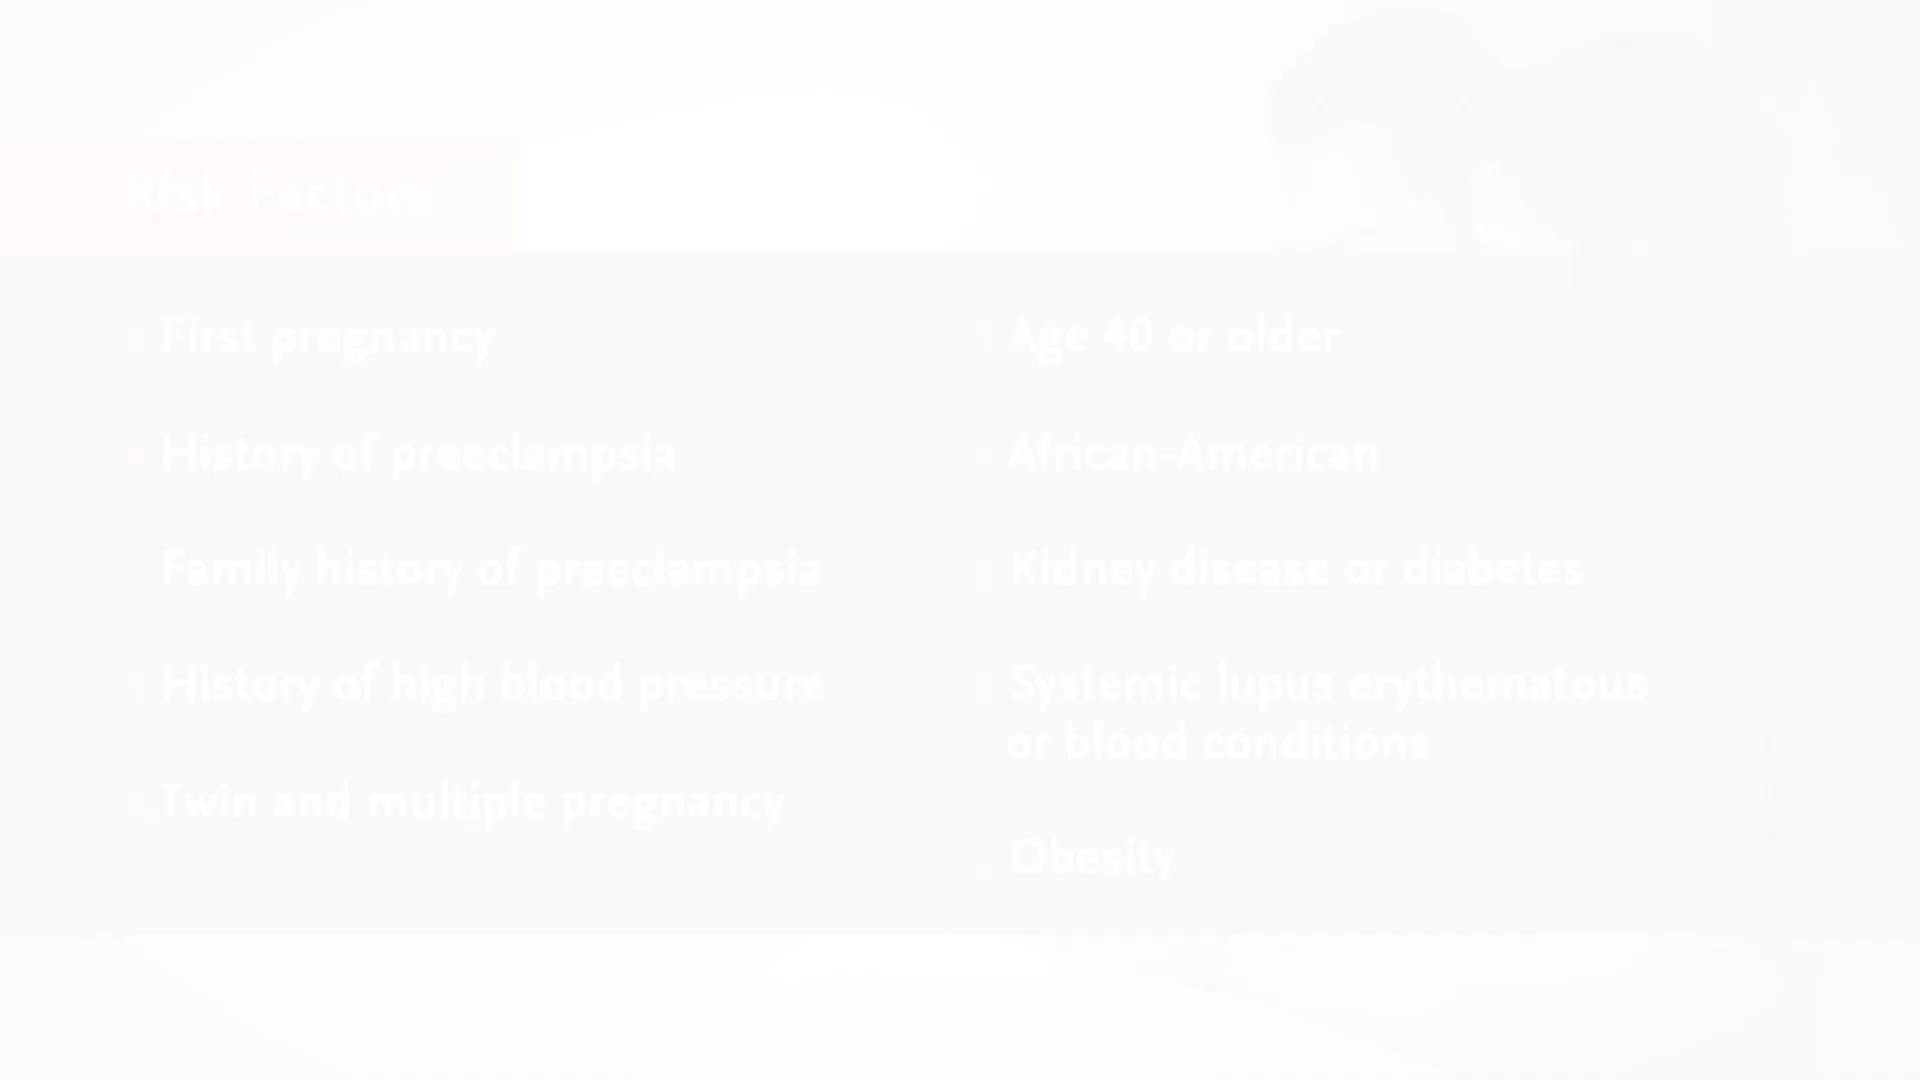 Risk Factors
First pregnancy
History of preeclampsia
Family history of preeclampsia
History of high blood pressure
Twin and multiple pregnancy
Age 40 or older
African-American
Kidney disease or diabetes
Systemic lupus erythematous
or blood conditions
Obesity